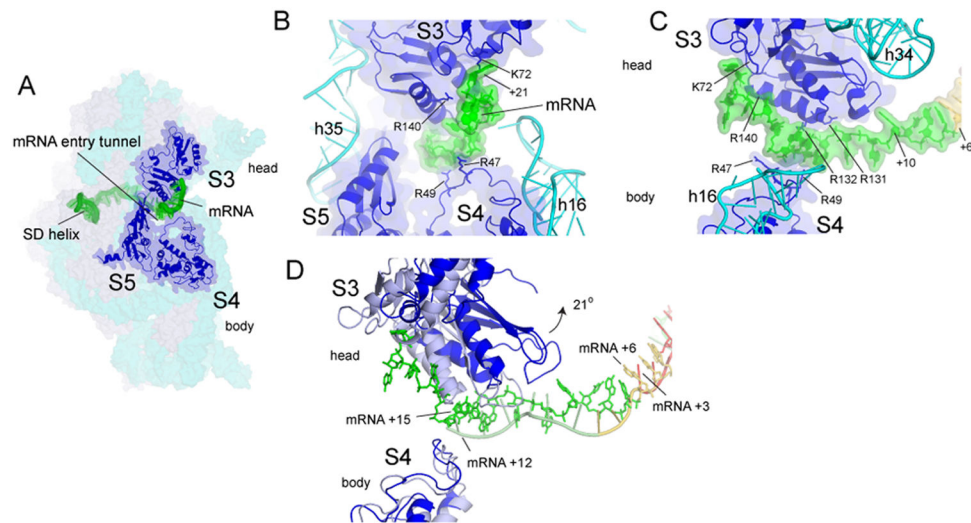 A
mRNA entry tunnel
head
S3
mRNA
SD helix
S5
S4
body
B
S3
K72
+21
mRNA
h35
R140
R47
R49
S5
S4
h16
C
S3
h34
head
K72
R140
+6
+10
R47
R132
R131
body
R49
h16
S4
D
S3
21°
head
mRNA +6
mRNA +15
mRNA +3
S4
mRNA +12
body